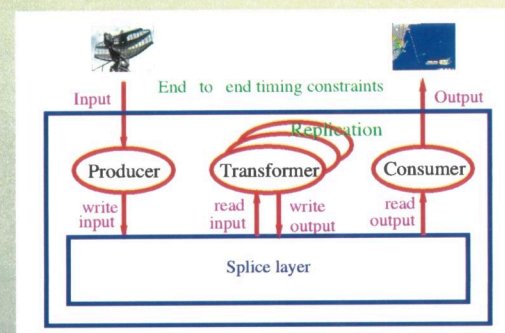 End to end timing constraints
Input
Output
Replication
Producer
Transformer
Consumer
write
input
read
input
write
output
read
output
Splice layer